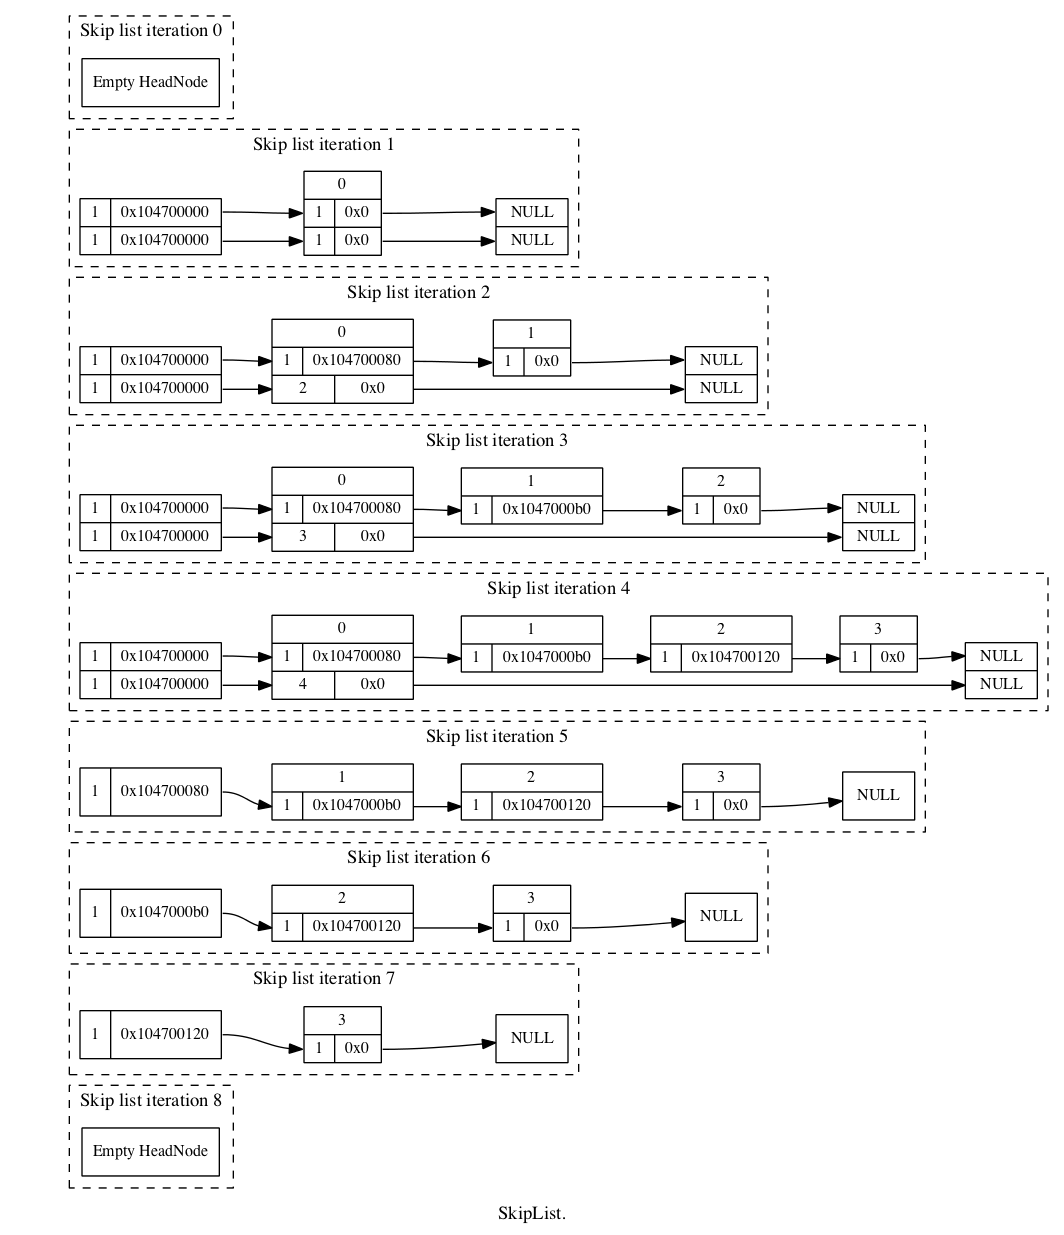 Skip list iteration 0
Empty HeadNode
Skip list iteration 1
0
1 0x104700000 1 0x0 NULL
1 0x104700000 1 0x0 NULL
Skip list iteration 2
0 1
1 0x104700000 1 0x104700080 1 0x0 NULL
1 0x104700000 2 0x0 NULL
Skip list iteration 3
0 1 2
1 0x104700000 1 0x104700080 1 0x1047000b0 1 0x0 NULL
1 0x104700000 3 0x0 NULL
Skip list iteration 4
0 1 2 3
1 0x104700000 1 0x104700080 1 0x1047000b0 1 0x104700120 1 0x0 NULL
1 0x104700000 4 0x0 NULL
Skip list iteration 5
1 2 3
1 0x104700080 1 0x1047000b0 1 0x104700120 1 0x0 NULL
Skip list iteration 6
2 3
1 0x1047000b0 1 0x104700120 1 0x0 NULL
Skip list iteration 7
3
1 0x104700120 1 0x0 NULL
Skip list iteration 8
Empty HeadNode
SkipList.